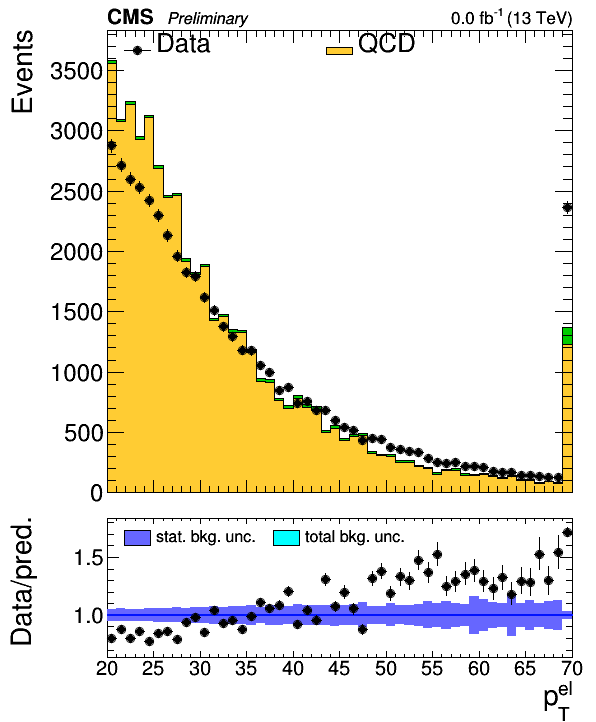 CMS Preliminary 0.0 fb⁻¹ (13 TeV)
Events
Data QCD
3500
3000
2500
2000
1500
1000
500
0
Data/pred.
stat. bkg. unc. total bkg. unc.
1.5
1.0
20 25 30 35 40 45 50 55 60 65 70
p_T^el